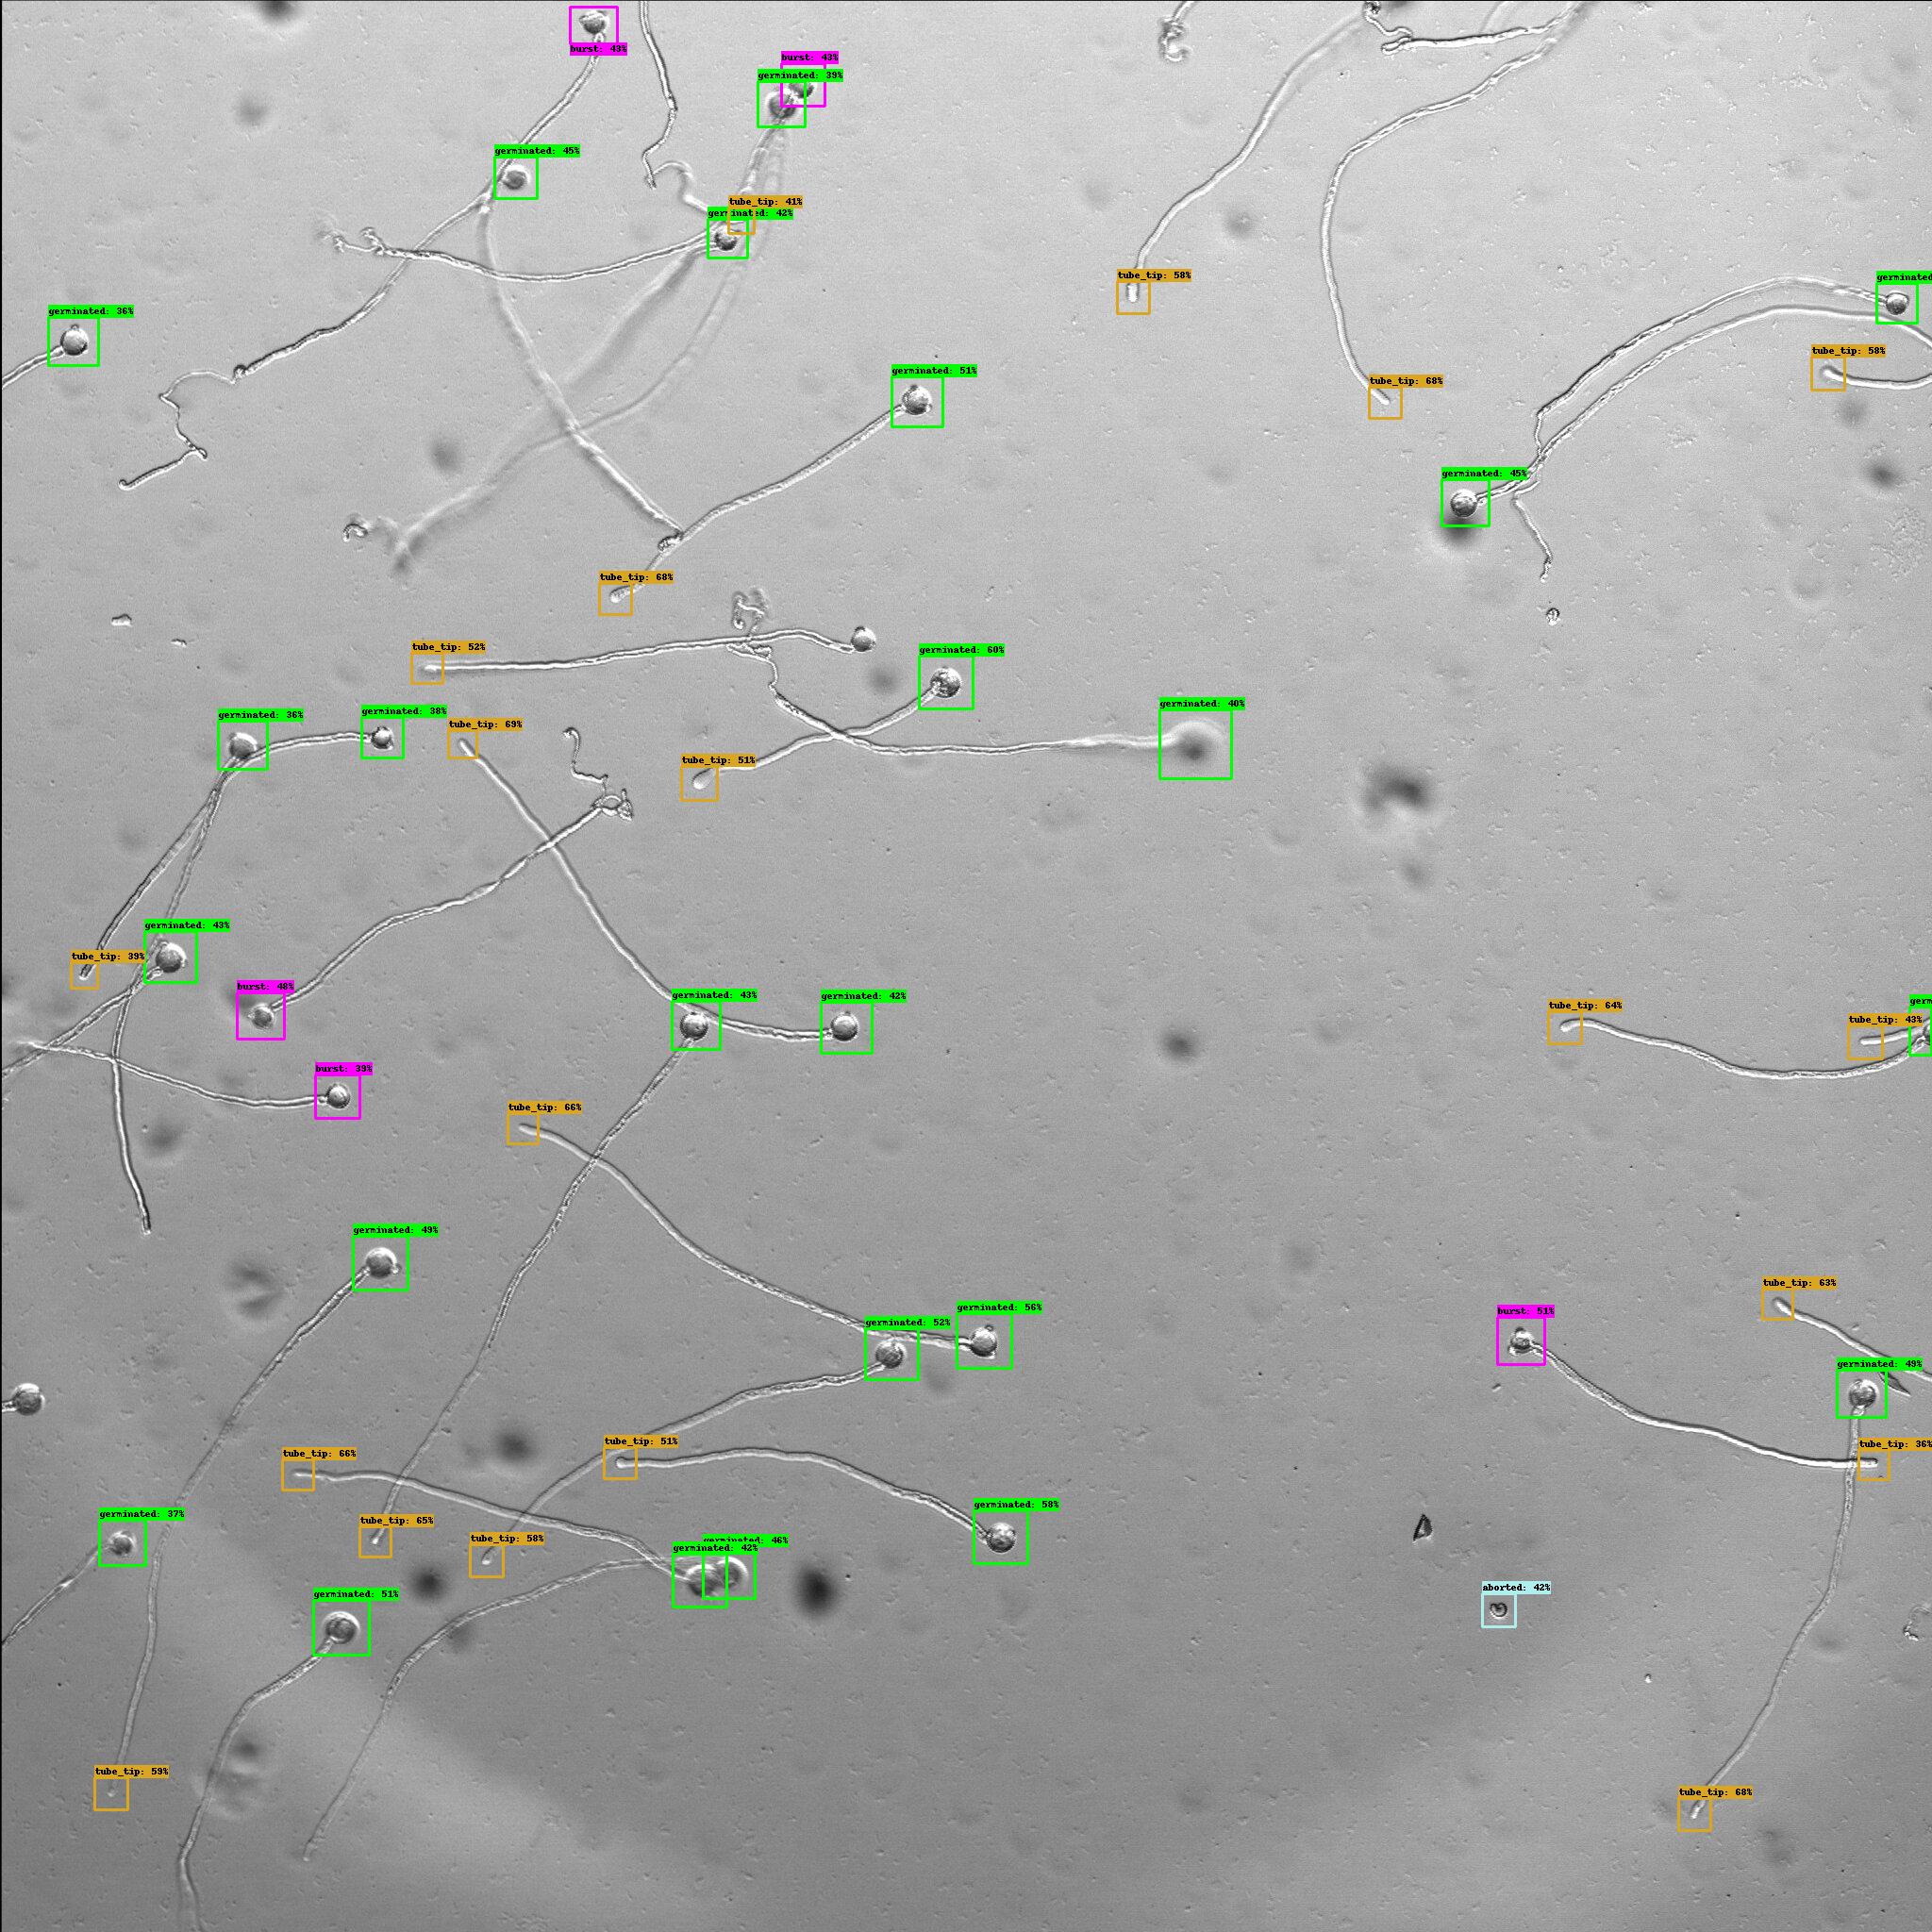 burst: 43%
burst: 43%
germinated: 39%
germinated: 45%
tube_tip: 41%
germinated: 42%
tube_tip: 58%
germinated
germinated: 36%
tube_tip: 58%
germinated: 51%
tube_tip: 68%
germinated: 45%
tube_tip: 68%
tube_tip: 52%
germinated: 60%
germinated: 40%
germinated: 36%
germinated: 38%
tube_tip: 69%
tube_tip: 51%
germinated: 43%
tube_tip: 39%
burst: 48%
germinated: 43%
germinated: 42%
tube_tip: 64%
germ
tube_tip: 43%
burst: 39%
tube_tip: 66%
germinated: 49%
tube_tip: 63%
germinated: 56%
burst: 51%
germinated: 52%
germinated: 49%
tube_tip: 51%
tube_tip: 36%
tube_tip: 66%
germinated: 58%
germinated: 37%
tube_tip: 65%
tube_tip: 58%
germinated: 46%
germinated: 42%
aborted: 42%
germinated: 51%
tube_tip: 59%
tube_tip: 68%